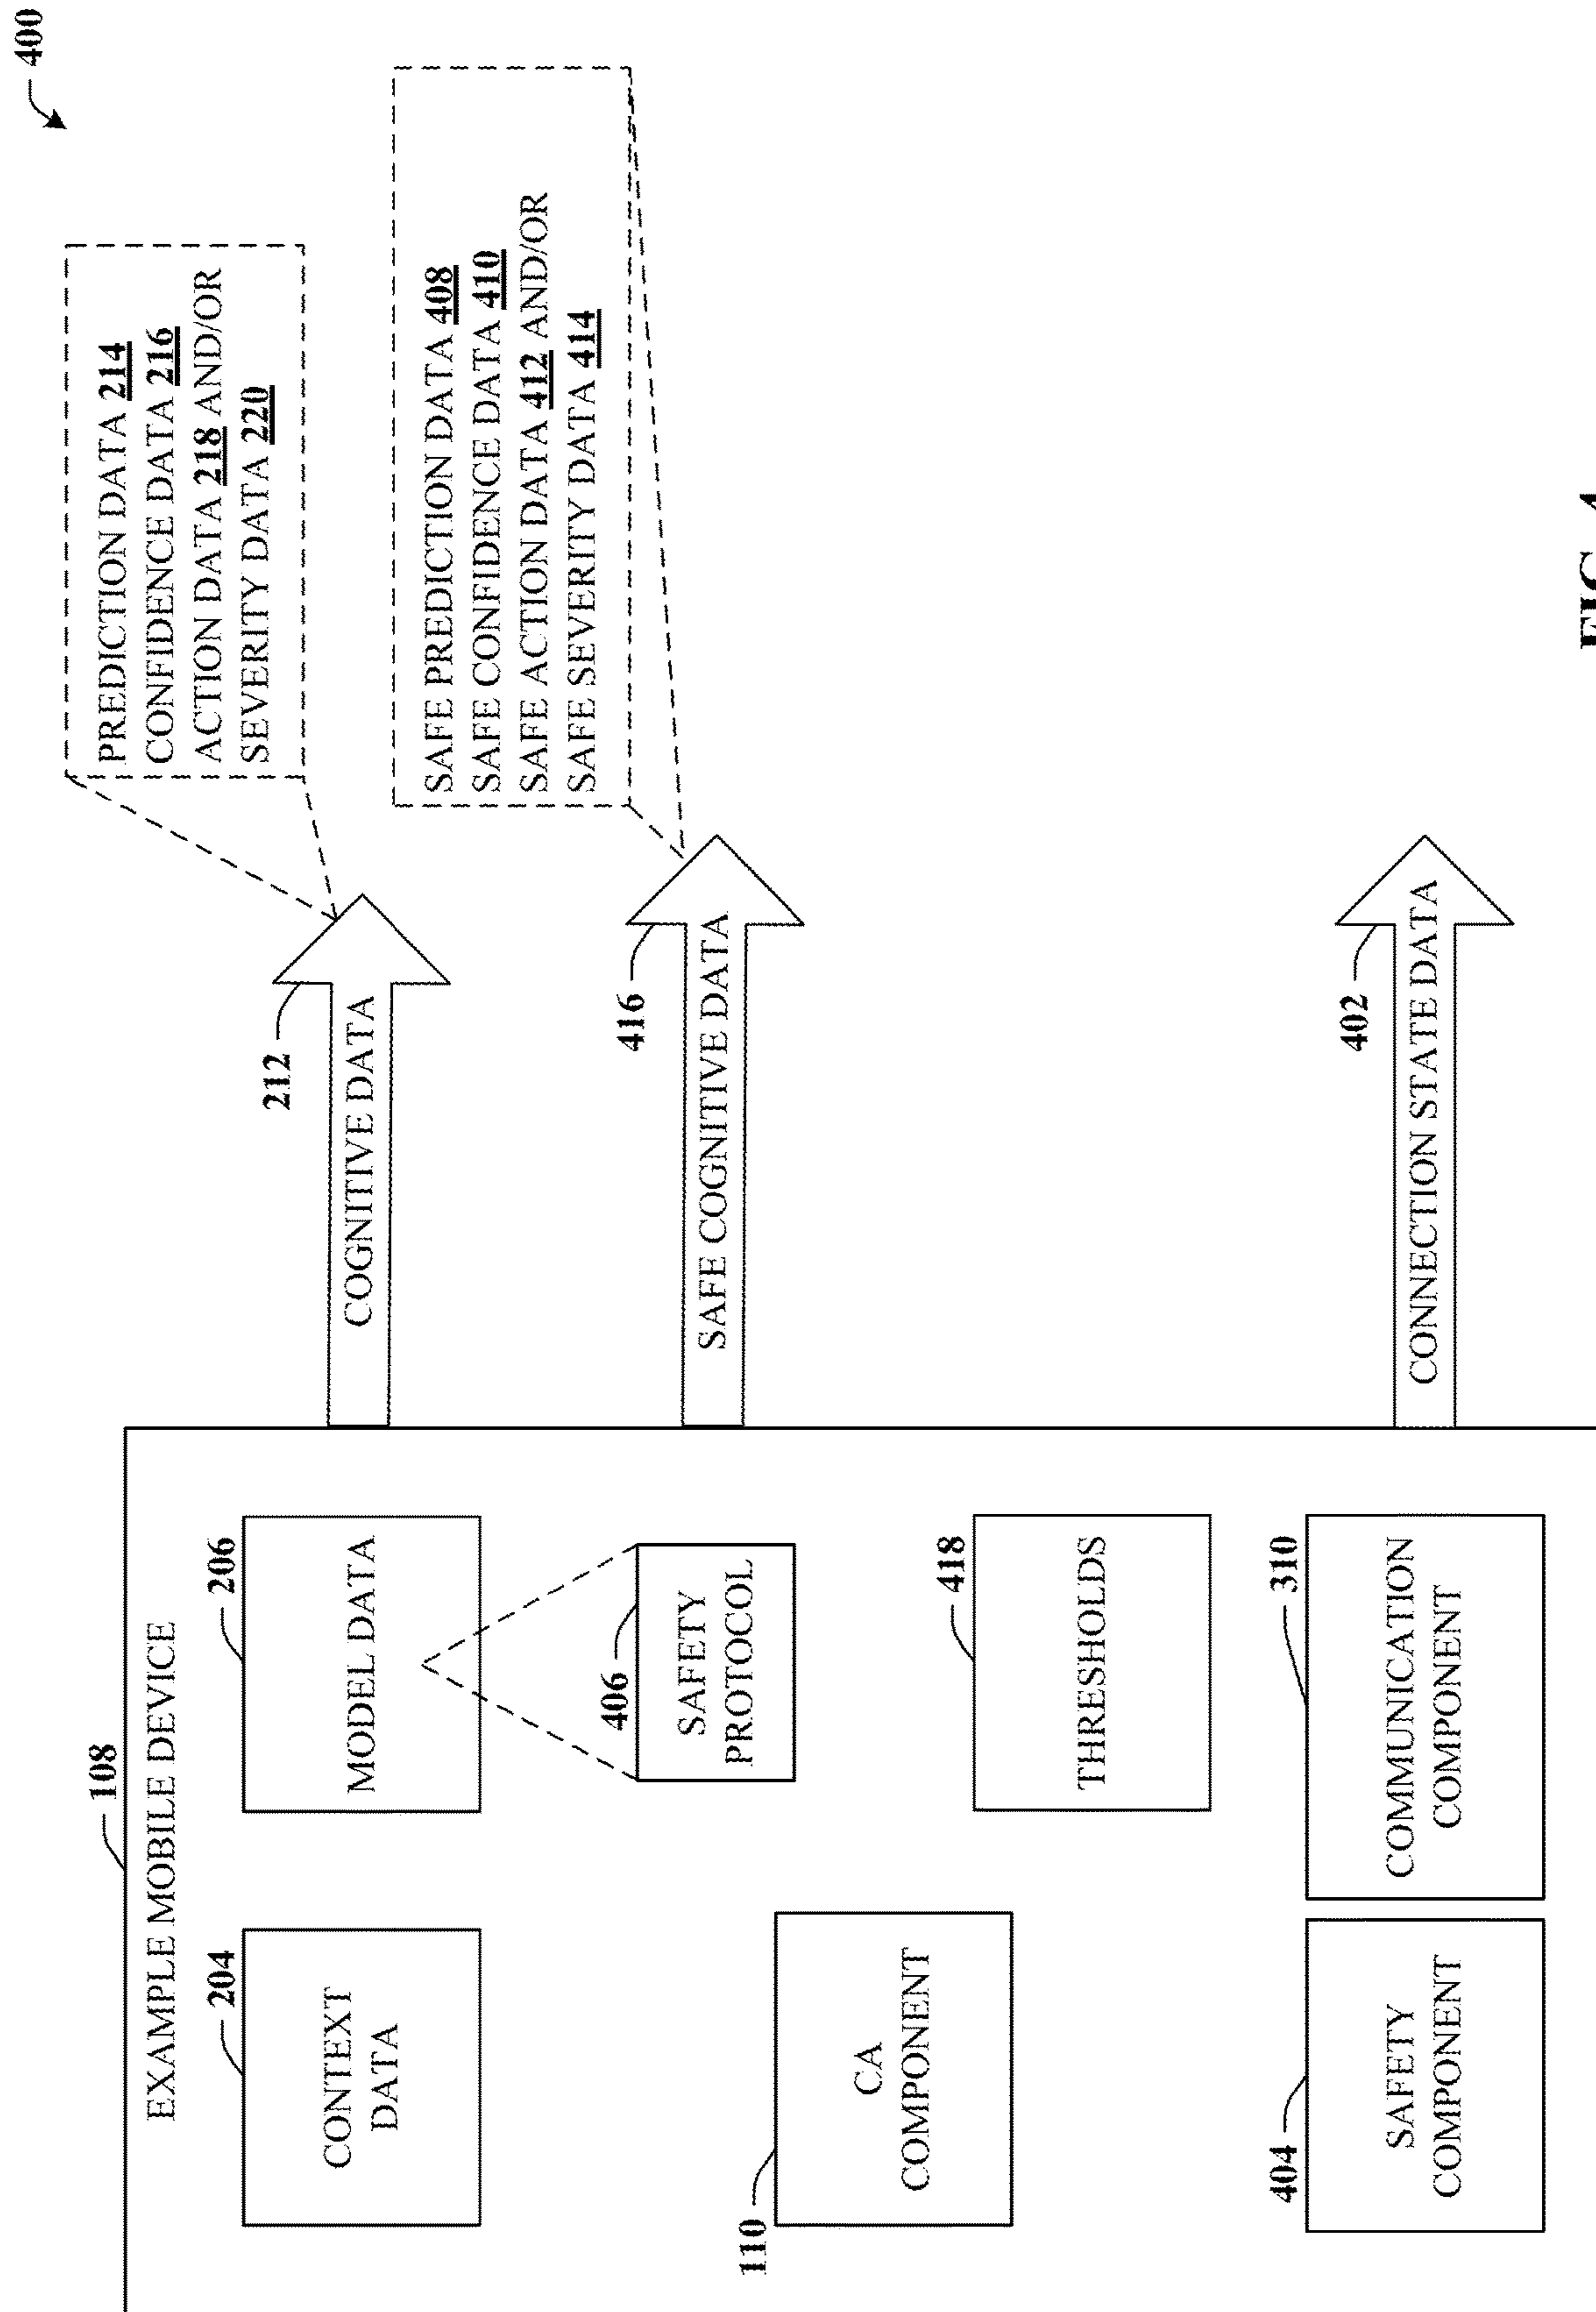 400
108
EXAMPLE MOBILE DEVICE
204
CONTEXT
DATA
206
MODEL DATA
406
SAFETY
PROTOCOL
110
CA
COMPONENT
418
THRESHOLDS
404
SAFETY
COMPONENT
310
COMMUNICATION
COMPONENT
212
COGNITIVE DATA
PREDICTION DATA 214
CONFIDENCE DATA 216
ACTION DATA 218 AND/OR
SEVERITY DATA 220
416
SAFE COGNITIVE DATA
SAFE PREDICTION DATA 408
SAFE CONFIDENCE DATA 410
SAFE ACTION DATA 412 AND/OR
SAFE SEVERITY DATA 414
402
CONNECTION STATE DATA
FIG. 4